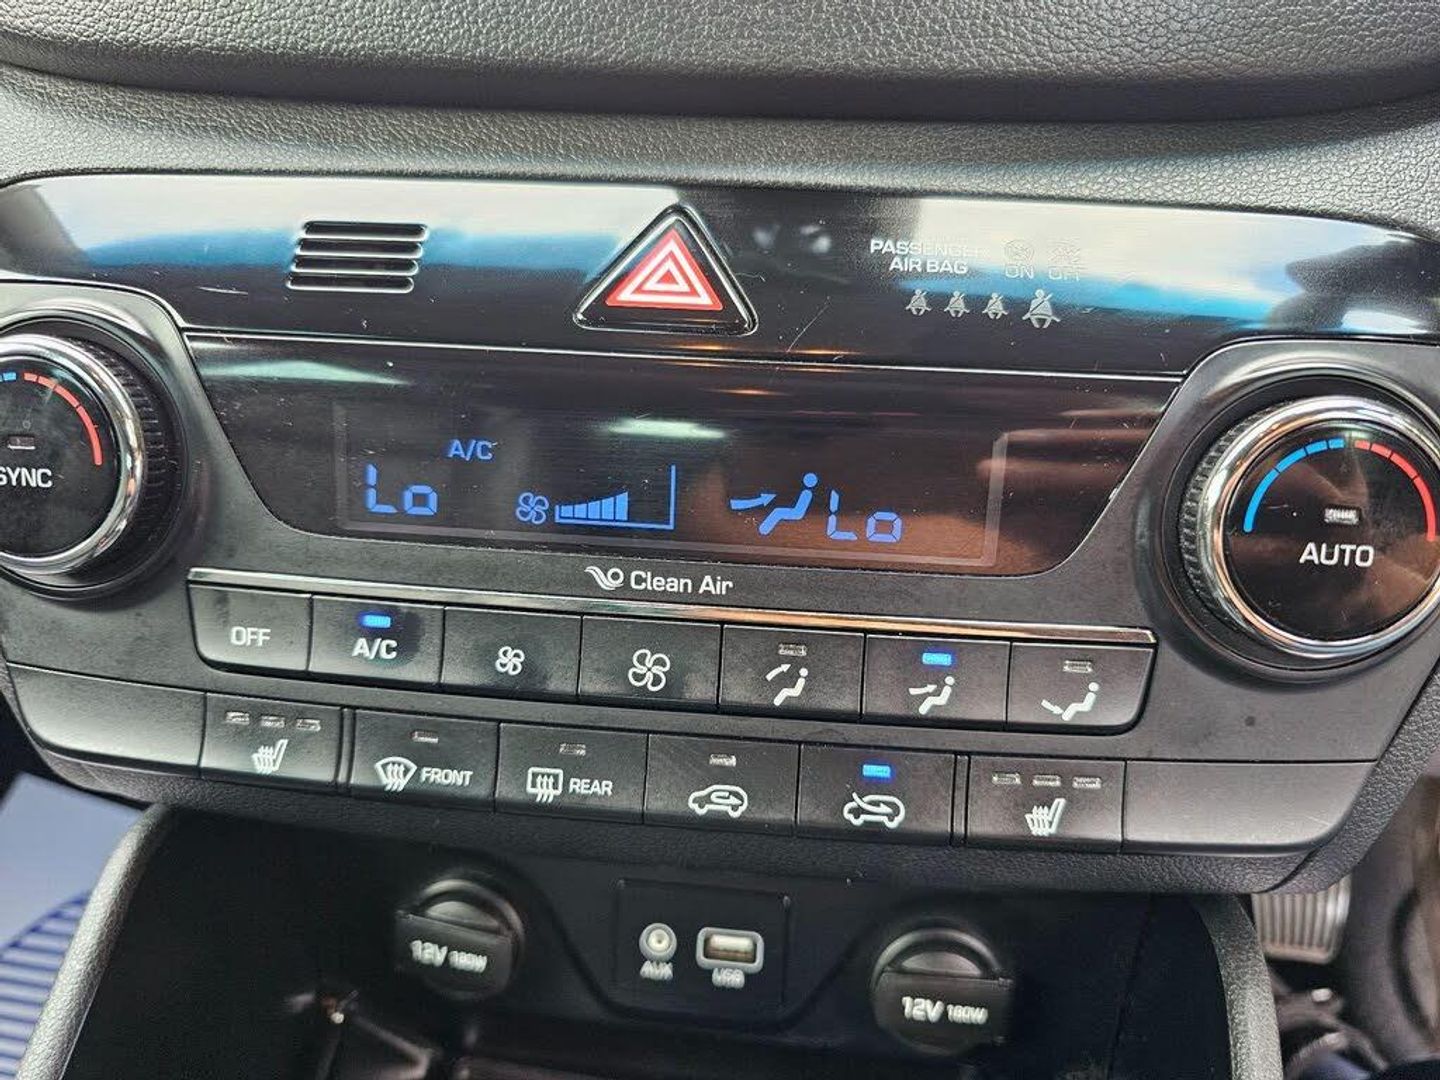 PASSENGER
AIR BAG
ON OFF
SYNC
A/C
Lo
Lo
AUTO
Clean Air
OFF
A/C
FRONT
REAR
12V 180W
AUX
USB
12V 180W